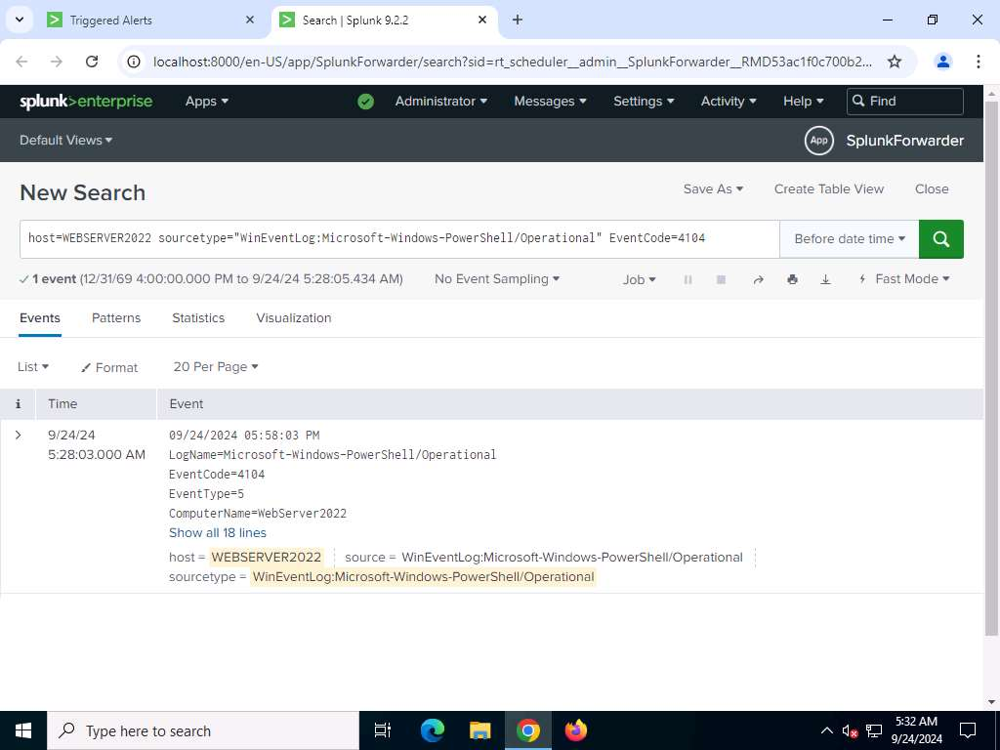 Triggered Alerts
Search | Splunk 9.2.2
localhost:8000/en-US/app/SplunkForwarder/search?sid=rt_scheduler__admin__SplunkForwarder__RMD53ac1f0c700b2...
splunk>enterprise Apps Administrator Messages Settings Activity Help Find
Default Views App SplunkForwarder
New Search Save As Create Table View Close
host=WEBSERVER2022 sourcetype="WinEventLog:Microsoft-Windows-PowerShell/Operational" EventCode=4104 Before date time
1 event (12/31/69 4:00:00.000 PM to 9/24/24 5:28:05.434 AM) No Event Sampling Job Fast Mode
Events Patterns Statistics Visualization
List Format 20 Per Page
i Time Event
9/24/24 09/24/2024 05:58:03 PM
5:28:03.000 AM LogName=Microsoft-Windows-PowerShell/Operational
EventCode=4104
EventType=5
ComputerName=WebServer2022
Show all 18 lines
host = WEBSERVER2022 source = WinEventLog:Microsoft-Windows-PowerShell/Operational
sourcetype = WinEventLog:Microsoft-Windows-PowerShell/Operational
Type here to search
5:32 AM
9/24/2024